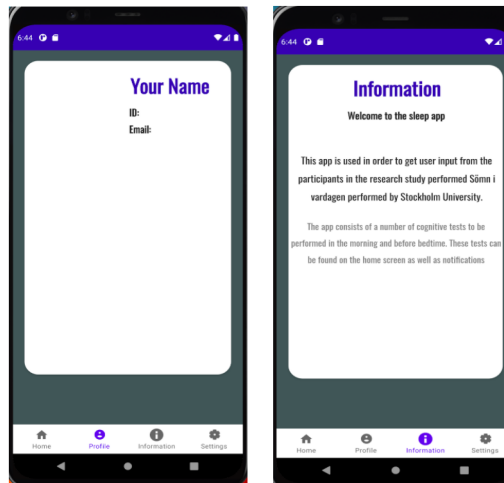 6:44
Your Name
ID:
Email:
Home Profile Information Settings
6:44
Information
Welcome to the sleep app
This app is used in order to get user input from the
participants in the research study performed Sömn i
vardagen performed by Stockholm University.
The app consists of a number of cognitive tests to be
performed in the morning and before bedtime. These tests can
be found on the home screen as well as notifications
Home Profile Information Settings